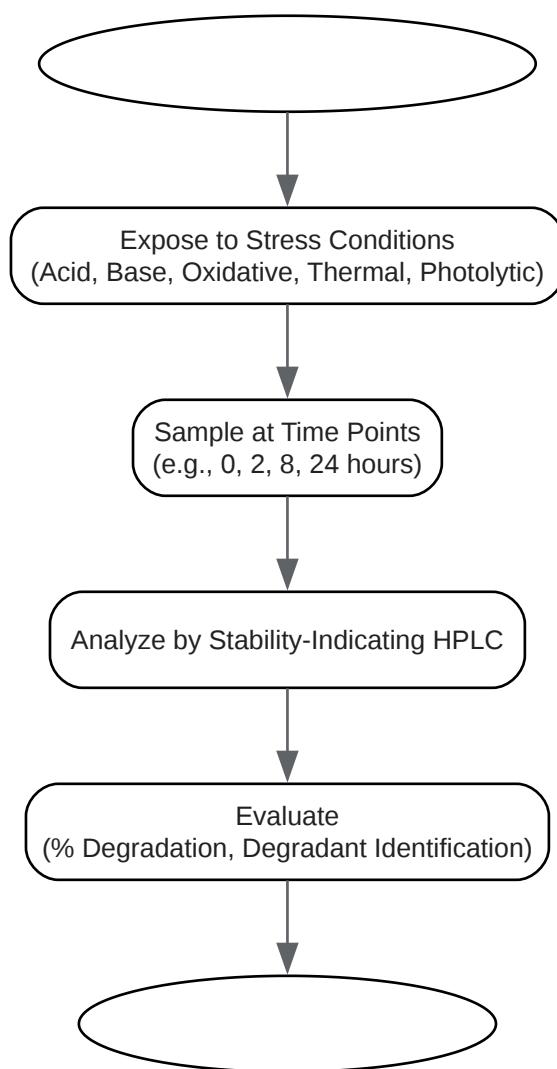 Expose to Stress Conditions
(Acid, Base, Oxidative, Thermal, Photolytic)
Sample at Time Points
(e.g., 0, 2, 8, 24 hours)
Analyze by Stability-Indicating HPLC
Evaluate
(% Degradation, Degradant Identification)